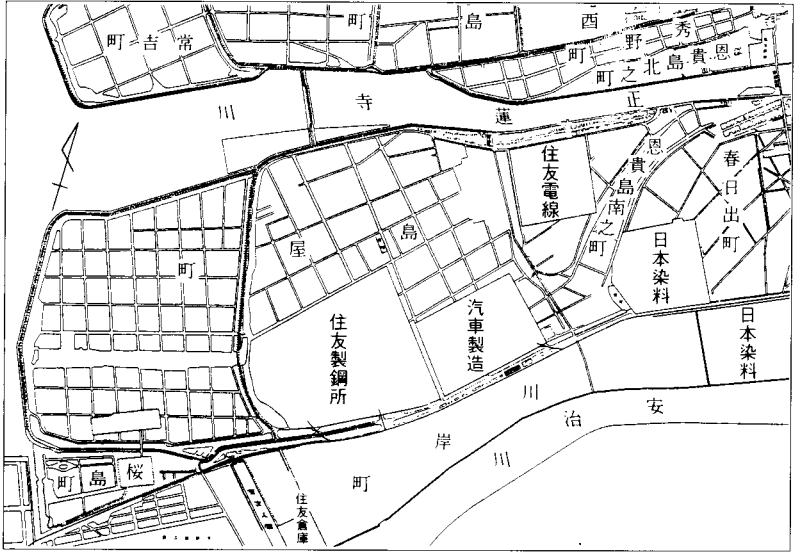 常吉町
町
島
酉
野
之
町
町
秀
恩貴島北
正蓮寺川
住友電線
恩貴島南之町
春日出町
日本染料
日本染料
島屋町
汽車製造
住友製鋼所
川岸町
安治川
桜島町
住友倉庫